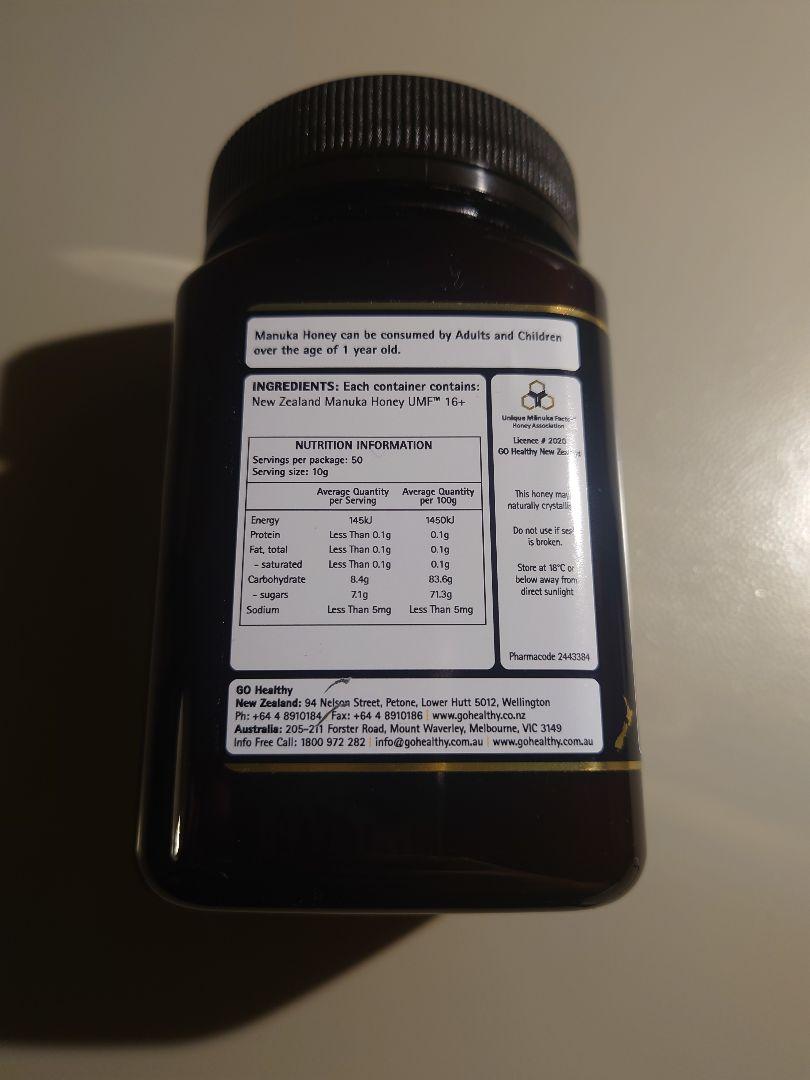 Manuka Honey can be consumed by Adults and Children
over the age of 1 year old.
INGREDIENTS: Each container contains:
New Zealand Manuka Honey UMF™ 16+
NUTRITION INFORMATION
Servings per package: 50
Serving size: 10g
Average Quantity per Serving Average Quantity per 100g
Energy 145kJ 1450kJ
Protein Less Than 0.1g 0.1g
Fat, total Less Than 0.1g 0.1g
- saturated Less Than 0.1g 0.1g
Carbohydrate 8.4g 83.6g
- sugars 7.1g 71.3g
Sodium Less Than 5mg Less Than 5mg
Unique Mānuka
Honey Association
Licence # 2020
GO Healthy New
This honey may
naturally
Do not use if
is broken.
Store at 18°C or
below away from
direct sunlight
Pharmacode 2443384
GO Healthy
New Zealand: 94 Nelson Street, Petone, Lower Hutt 5012, Wellington
Ph: +64 4 8910184 Fax: +64 4 8910186 | www.gohealthy.co.nz
Australia: 205-211 Forster Road, Mount Waverley, Melbourne, VIC 3149
Info Free Call: 1800 972 282 | info@gohealthy.com.au | www.gohealthy.com.au